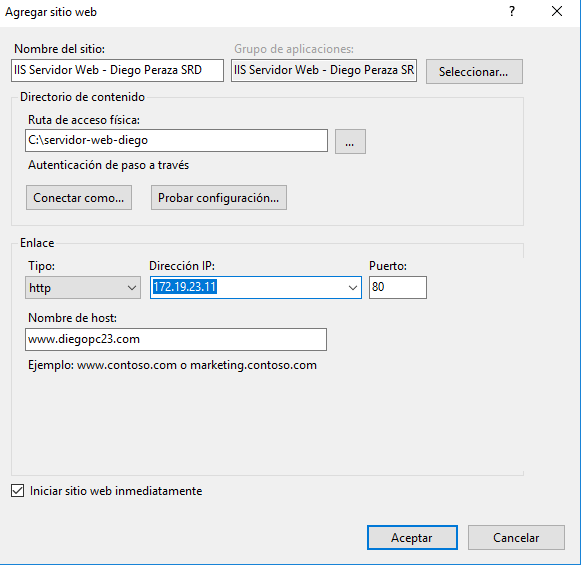 Agregar sitio web
?
Nombre del sitio:
Grupo de aplicaciones:
IIS Servidor Web - Diego Peraza SRD
IIS Servidor Web - Diego Peraza SR
Seleccionar...
Directorio de contenido
Ruta de acceso física:
C:\servidor-web-diego
...
Autenticación de paso a través
Conectar como...
Probar configuración...
Enlace
Tipo:
Dirección IP:
Puerto:
http
172.19.23.11
80
Nombre de host:
www.diegopc23.com
Ejemplo: www.contoso.com o marketing.contoso.com
Iniciar sitio web inmediatamente
Aceptar
Cancelar